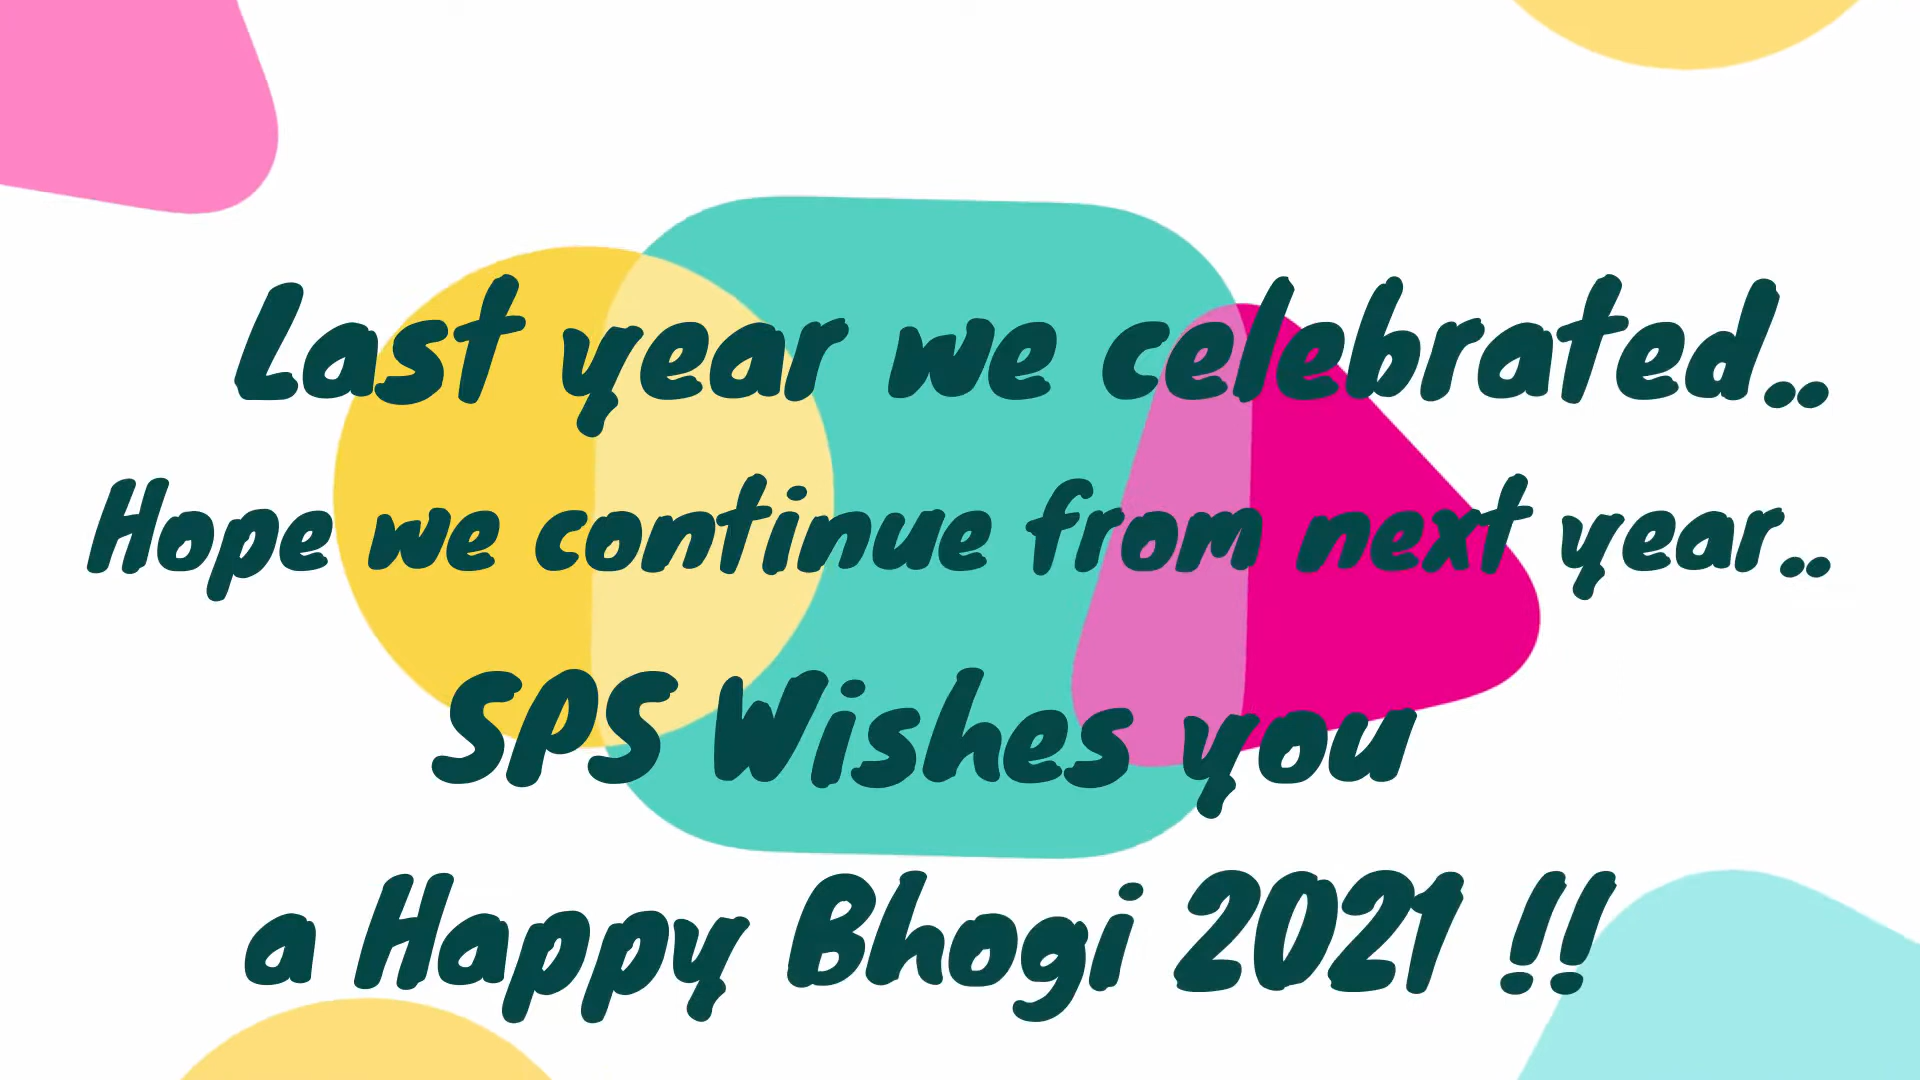 Last year we celebrated..
Hope we continue from next year..
SPS Wishes you
a Happy Bhogi 2021 !!